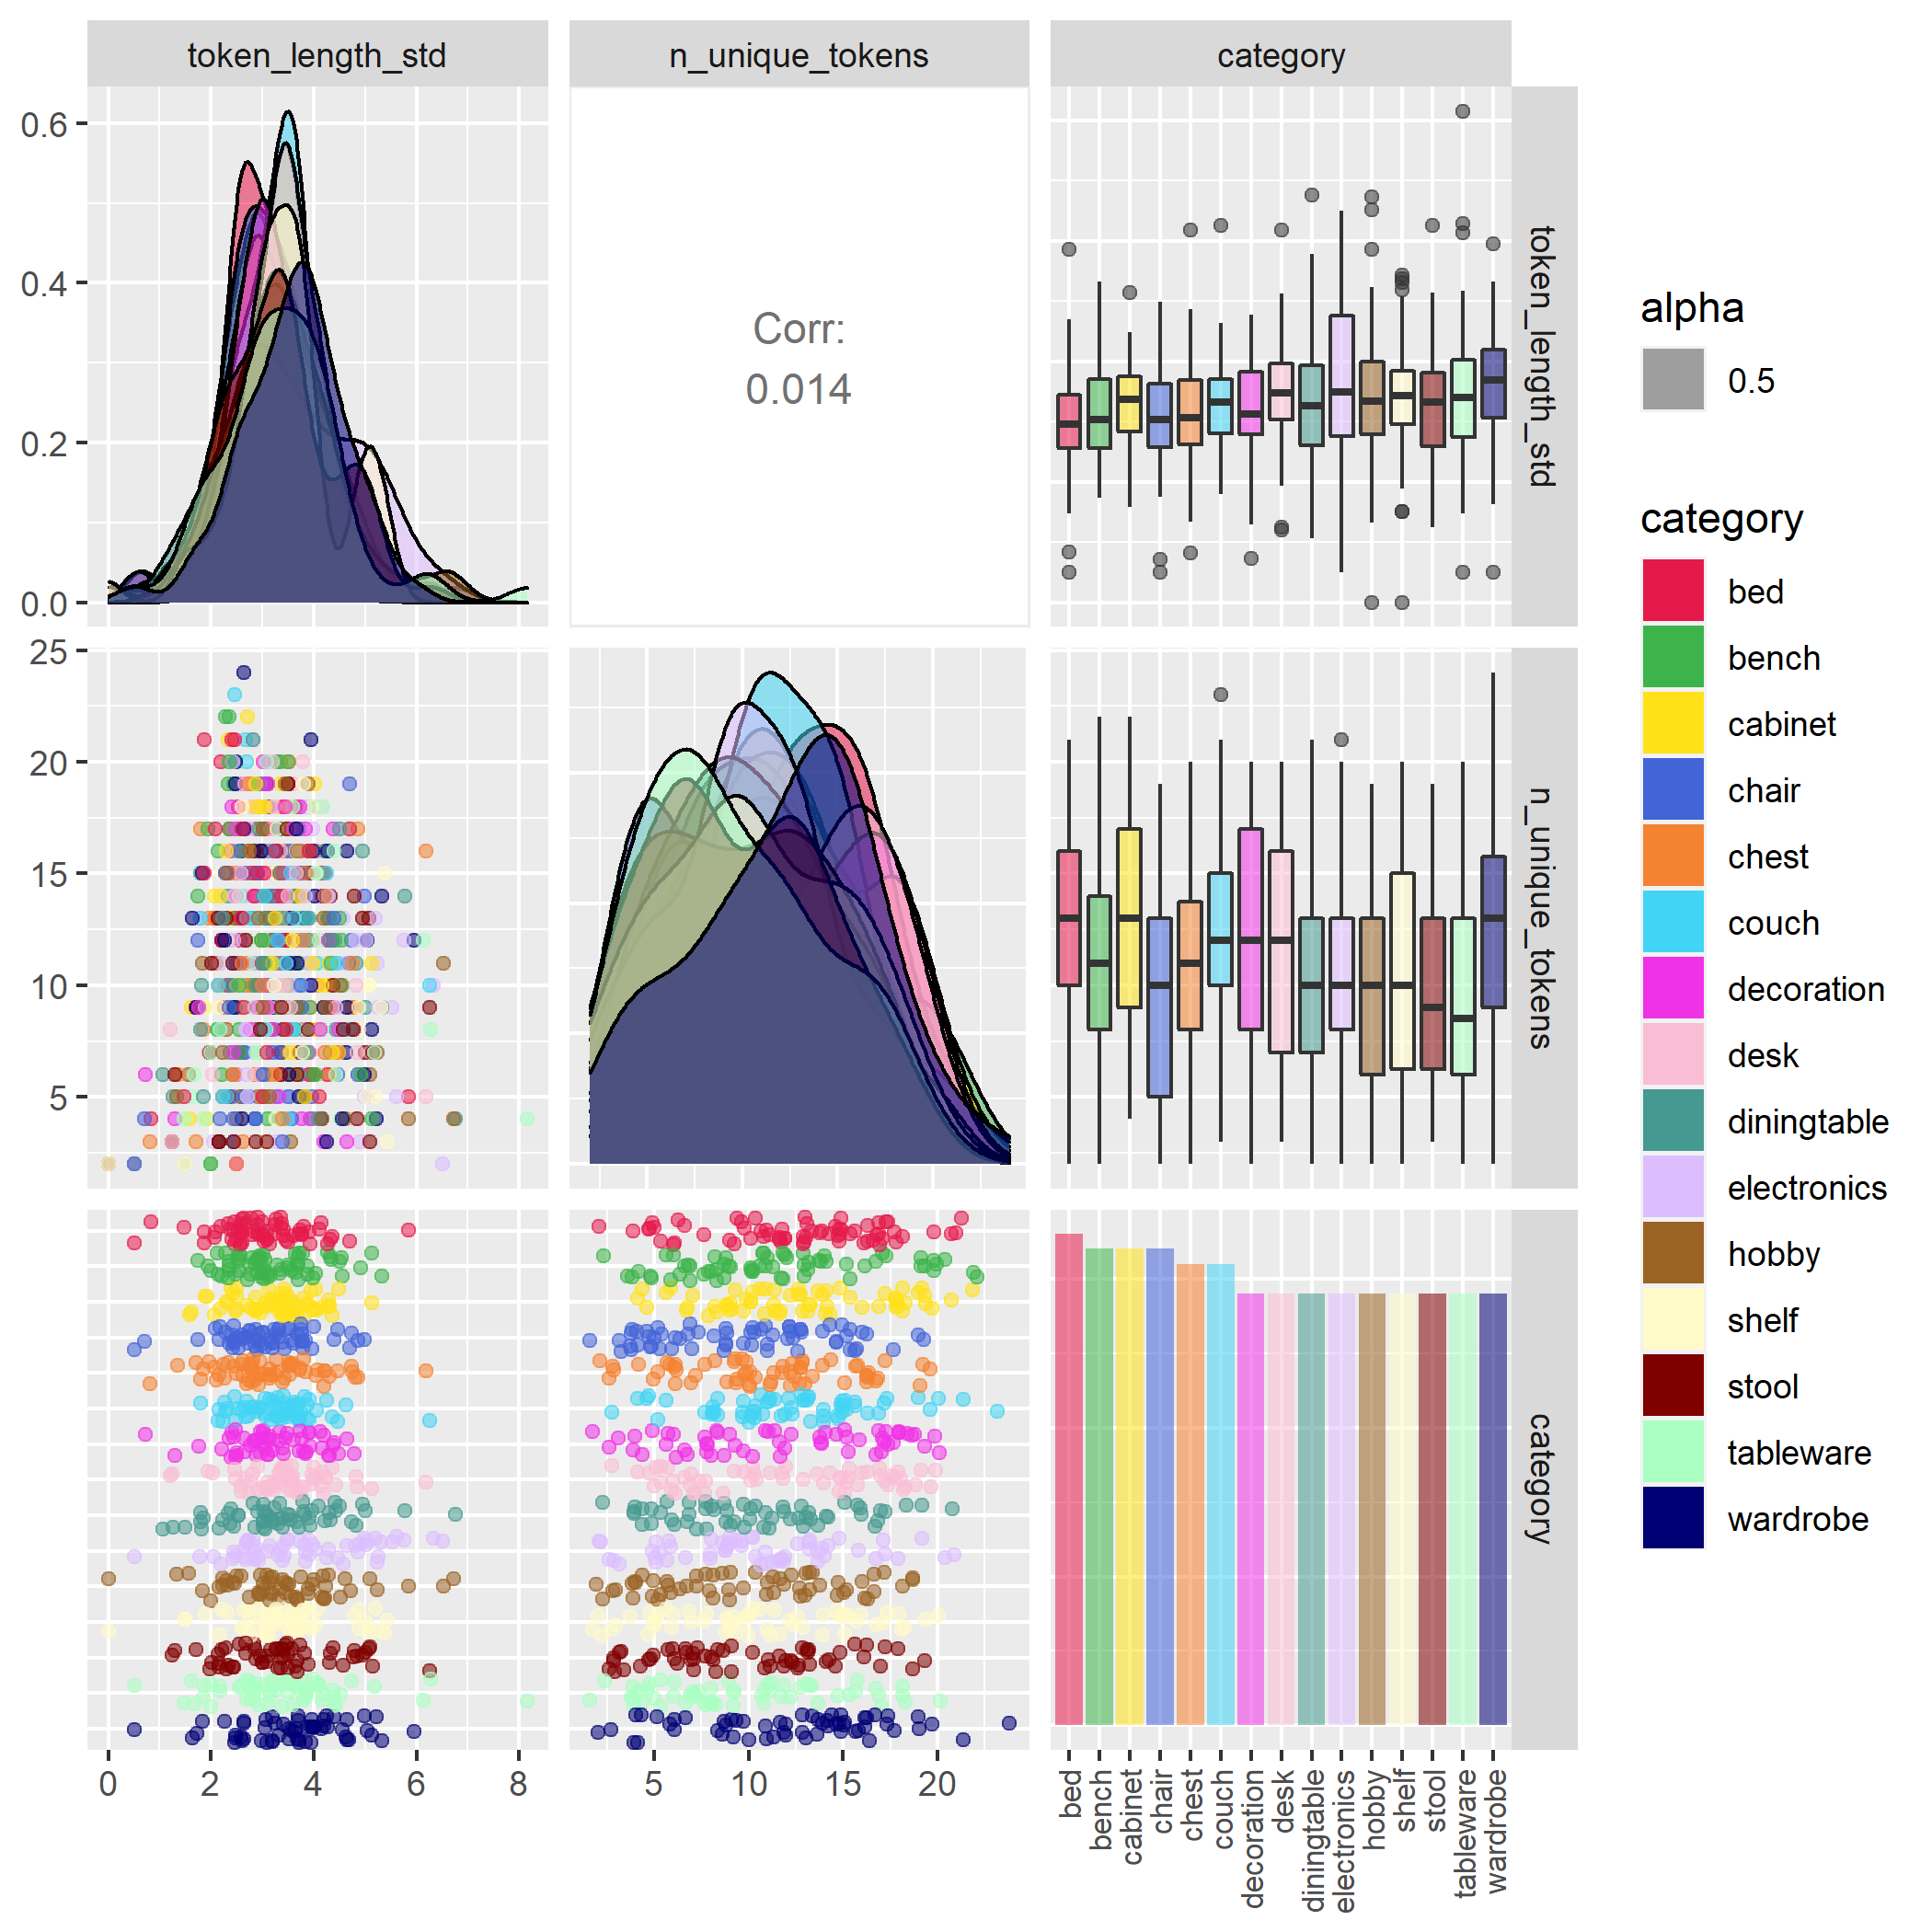 token_length_std
n_unique_tokens
category
0.6
0.4
0.2
0.0
Corr:
0.014
token_length_std
25
20
15
10
5
n_unique_tokens
category
0
2
4
6
8
5
10
15
20
bed
bench
cabinet
chair
chest
couch
decoration
desk
diningtable
electronics
hobby
shelf
stool
tableware
wardrobe
alpha
0.5
category
bed
bench
cabinet
chair
chest
couch
decoration
desk
diningtable
electronics
hobby
shelf
stool
tableware
wardrobe